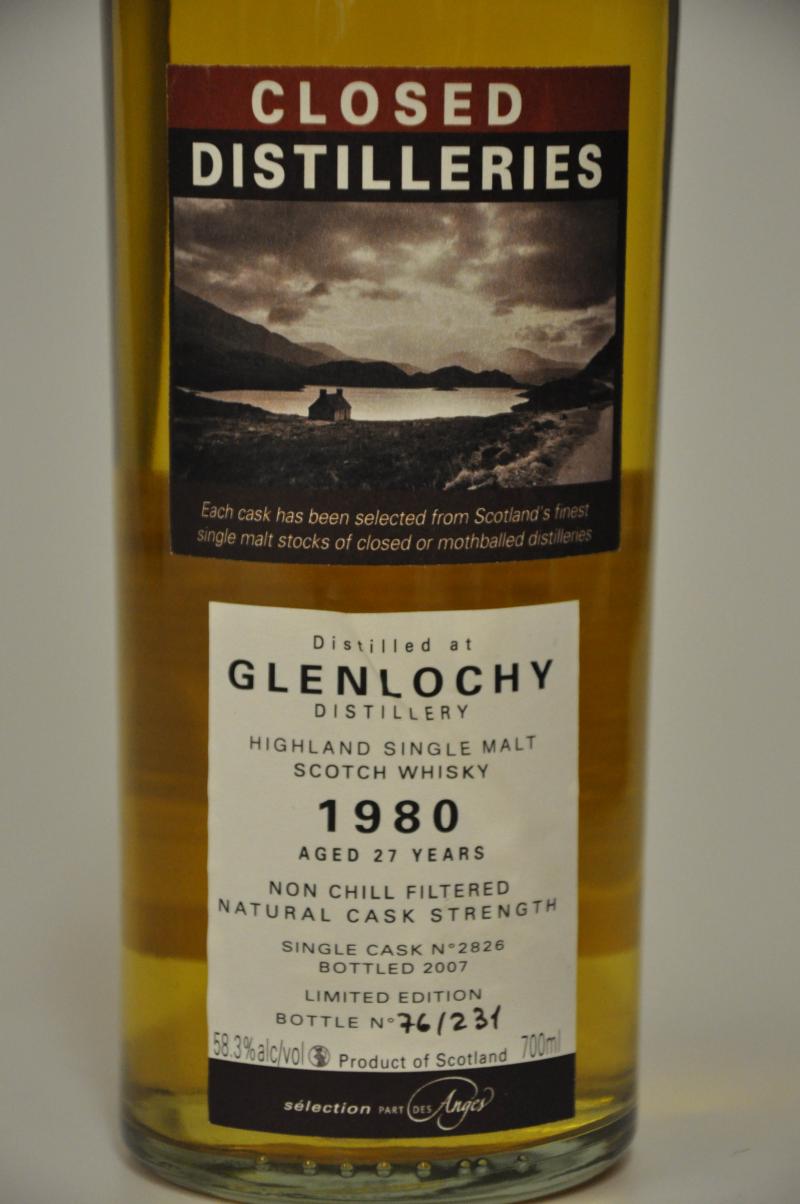 CLOSED
DISTILLERIES
Each cask has been selected from Scotland's finest
single malt stocks of closed or mothballed distilleries
Distilled at
GLENLOCHY
DISTILLERY
HIGHLAND SINGLE MALT
SCOTCH WHISKY
1980
AGED 27 YEARS
NON CHILL FILTERED
NATURAL CASK STRENGTH
SINGLE CASK N°2826
BOTTLED 2007
LIMITED EDITION
BOTTLE N°76/231
58.3%alc/vol Product of Scotland 700ml
sélection PART DES Anges